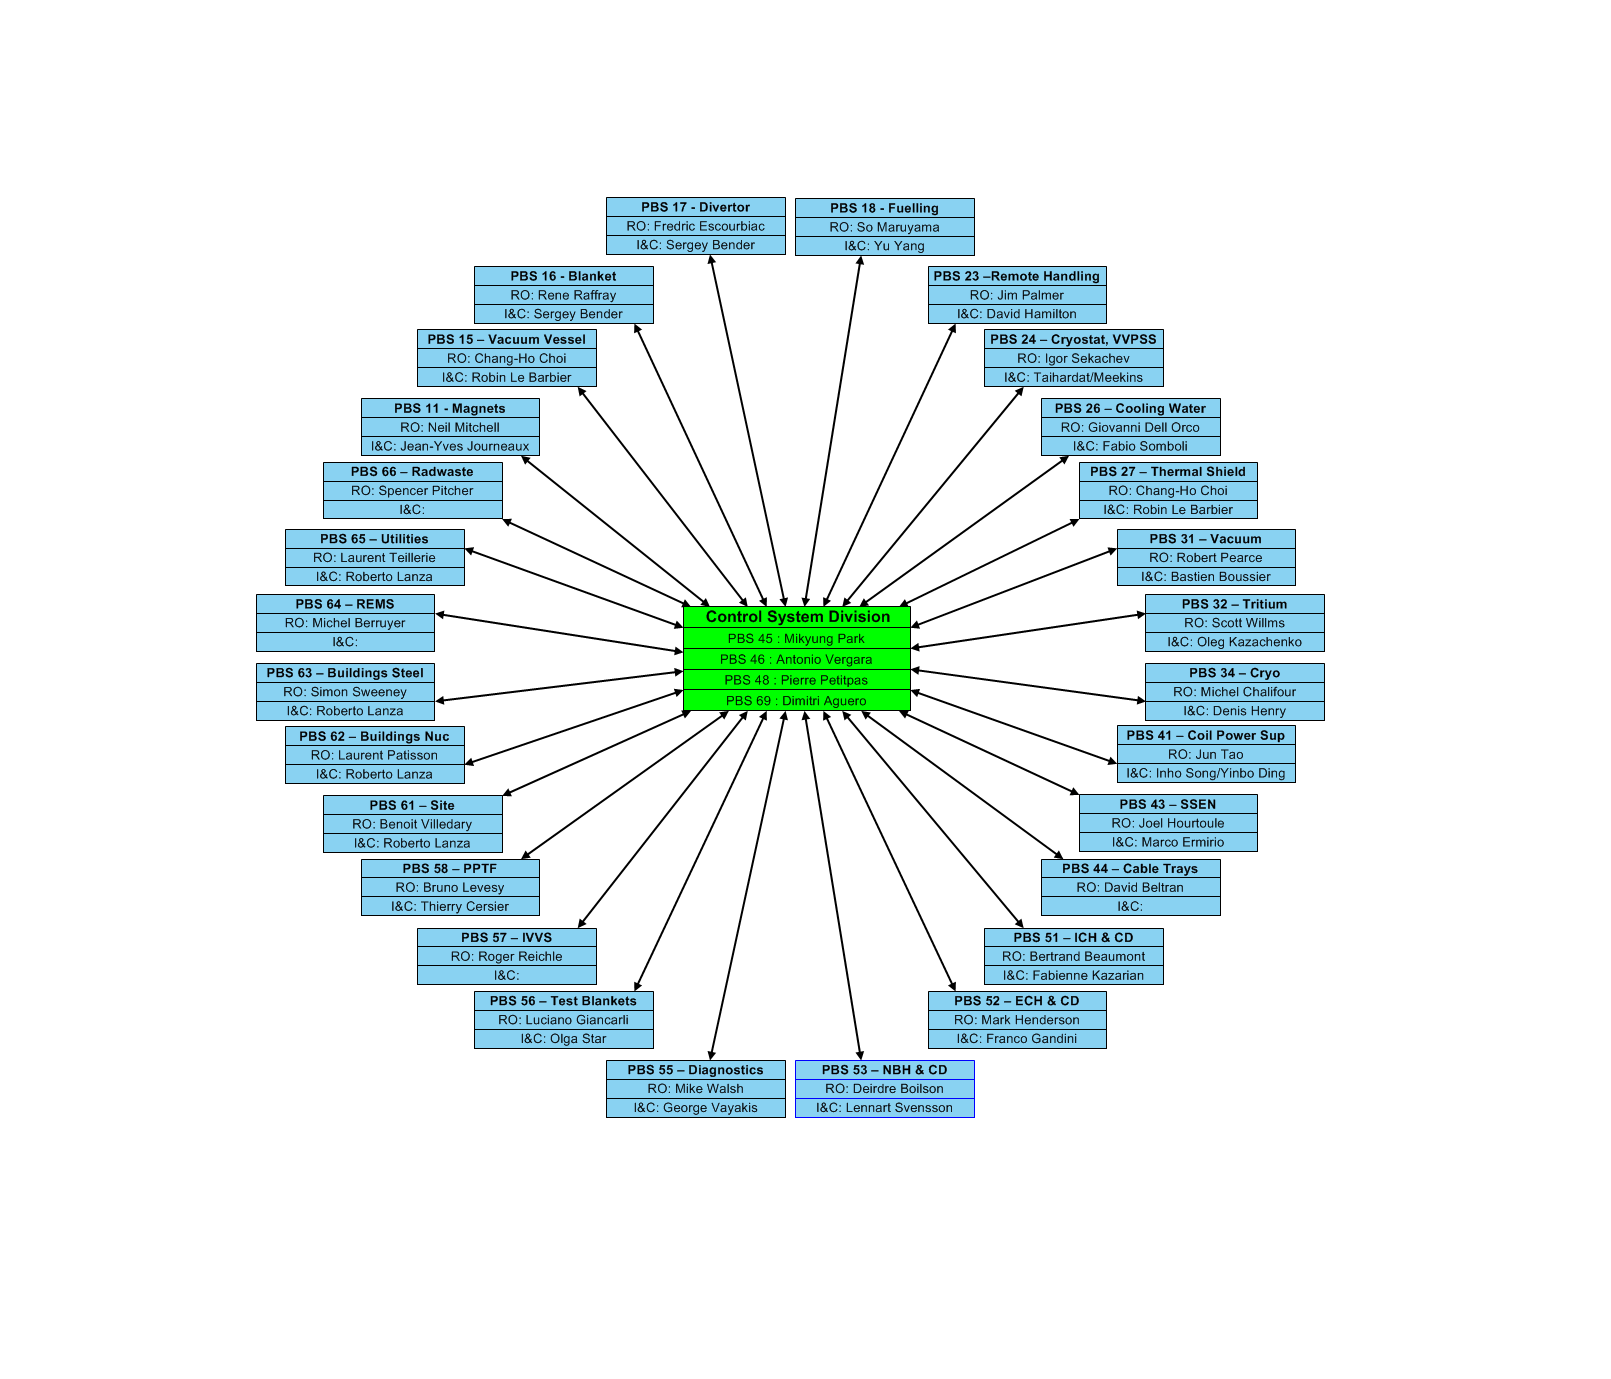 PBS 17 - Divertor
RO: Fredric Escourbiac
I&C: Sergey Bender
PBS 18 - Fuelling
RO: So Maruyama
I&C: Yu Yang
PBS 16 - Blanket
RO: Rene Raffray
I&C: Sergey Bender
PBS 23 –Remote Handling
RO: Jim Palmer
I&C: David Hamilton
PBS 15 – Vacuum Vessel
RO: Chang-Ho Choi
I&C: Robin Le Barbier
PBS 24 – Cryostat, VVPSS
RO: Igor Sekachev
I&C: Taihardat/Meekins
PBS 11 - Magnets
RO: Neil Mitchell
I&C: Jean-Yves Journeaux
PBS 26 – Cooling Water
RO: Giovanni Dell Orco
I&C: Fabio Somboli
PBS 66 – Radwaste
RO: Spencer Pitcher
I&C:
PBS 27 – Thermal Shield
RO: Chang-Ho Choi
I&C: Robin Le Barbier
PBS 65 – Utilities
RO: Laurent Teillerie
I&C: Roberto Lanza
PBS 31 – Vacuum
RO: Robert Pearce
I&C: Bastien Boussier
PBS 64 – REMS
RO: Michel Berruyer
I&C:
Control System Division
PBS 45 : Mikyung Park
PBS 46 : Antonio Vergara
PBS 48 : Pierre Petitpas
PBS 69 : Dimitri Aguero
PBS 32 – Tritium
RO: Scott Willms
I&C: Oleg Kazachenko
PBS 63 – Buildings Steel
RO: Simon Sweeney
I&C: Roberto Lanza
PBS 34 – Cryo
RO: Michel Chalifour
I&C: Denis Henry
PBS 62 – Buildings Nuc
RO: Laurent Patisson
I&C: Roberto Lanza
PBS 41 – Coil Power Sup
RO: Jun Tao
I&C: Inho Song/Yinbo Ding
PBS 61 – Site
RO: Benoit Villedary
I&C: Roberto Lanza
PBS 43 – SSEN
RO: Joel Hourtoule
I&C: Marco Ermirio
PBS 58 – PPTF
RO: Bruno Levesy
I&C: Thierry Cersier
PBS 44 – Cable Trays
RO: David Beltran
I&C:
PBS 57 – IVVS
RO: Roger Reichle
I&C:
PBS 51 – ICH & CD
RO: Bertrand Beaumont
I&C: Fabienne Kazarian
PBS 56 – Test Blankets
RO: Luciano Giancarli
I&C: Olga Star
PBS 52 – ECH & CD
RO: Mark Henderson
I&C: Franco Gandini
PBS 55 – Diagnostics
RO: Mike Walsh
I&C: George Vayakis
PBS 53 – NBH & CD
RO: Deirdre Boilson
I&C: Lennart Svensson